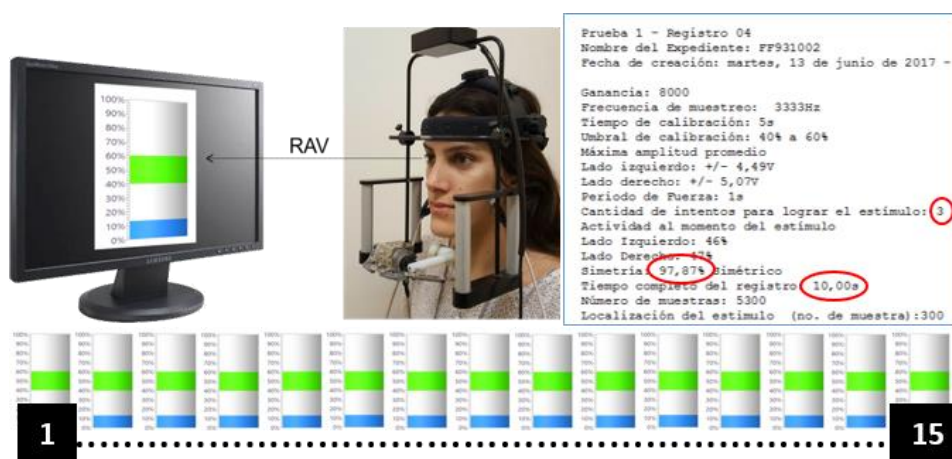 100%
90%
80%
70%
60%
50%
40%
30%
20%
10%
0%
SAMSUNG
RAV
Prueba 1 - Registro 04
Nombre del Expediente: FF931002
Fecha de creación: martes, 13 de junio de 2017 -
Ganancia: 8000
Frecuencia de muestreo: 3333Hz
Tiempo de calibración: 5s
Umbral de calibración: 40% a 60%
Máxima amplitud promedio
Lado izquierdo: +/- 4,49V
Lado derecho: +/- 5,07V
Periodo de Fuerza: 1s
Cantidad de intentos para lograr el estímulo: 3
Actividad al momento del estímulo
Lado Izquierdo: 46%
Lado Derecho: 47%
Simetría: 97,87% Simétrico
Tiempo completo del registro: 10,00s
Número de muestras: 5300
Localización del estimulo (no. de muestra):300
1
15